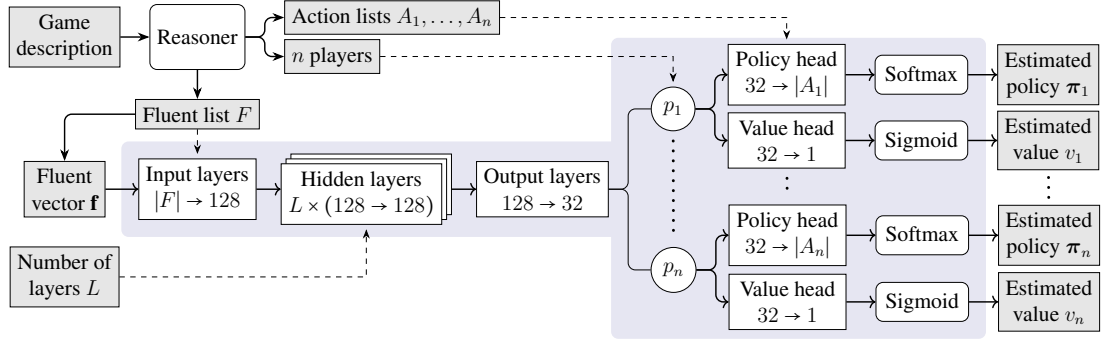 Game
description
Reasoner
Action lists A₁, . . . , Aₙ
n players
Fluent list F
Fluent
vector f
Input layers
|F| → 128
Hidden layers
L × (128 → 128)
Output layers
128 → 32
Number of
layers L
p₁
Policy head
32 → |A₁|
Softmax
Estimated
policy π₁
Value head
32 → 1
Sigmoid
Estimated
value v₁
pₙ
Policy head
32 → |Aₙ|
Softmax
Estimated
policy πₙ
Value head
32 → 1
Sigmoid
Estimated
value vₙ